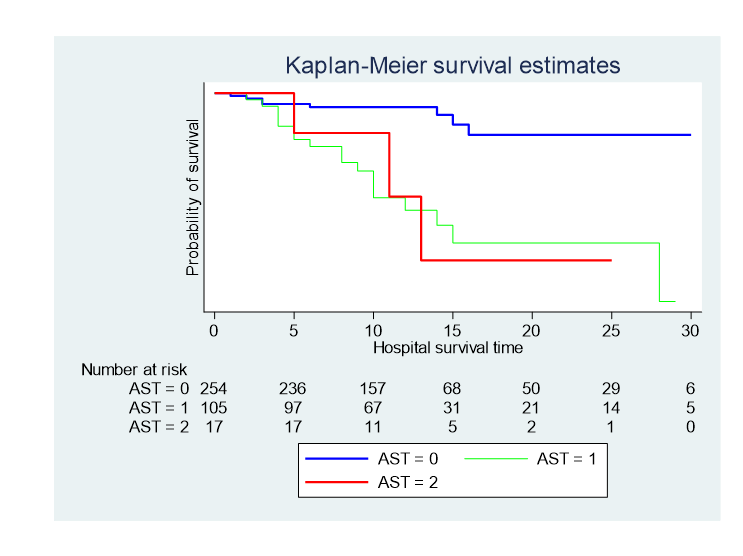 Kaplan-Meier survival estimates
Probability of survival
0 5 10 15 20 25 30
Hospital survival time
Number at risk
AST = 0 254 236 157 68 50 29 6
AST = 1 105 97 67 31 21 14 5
AST = 2 17 17 11 5 2 1 0
AST = 0 AST = 1
AST = 2